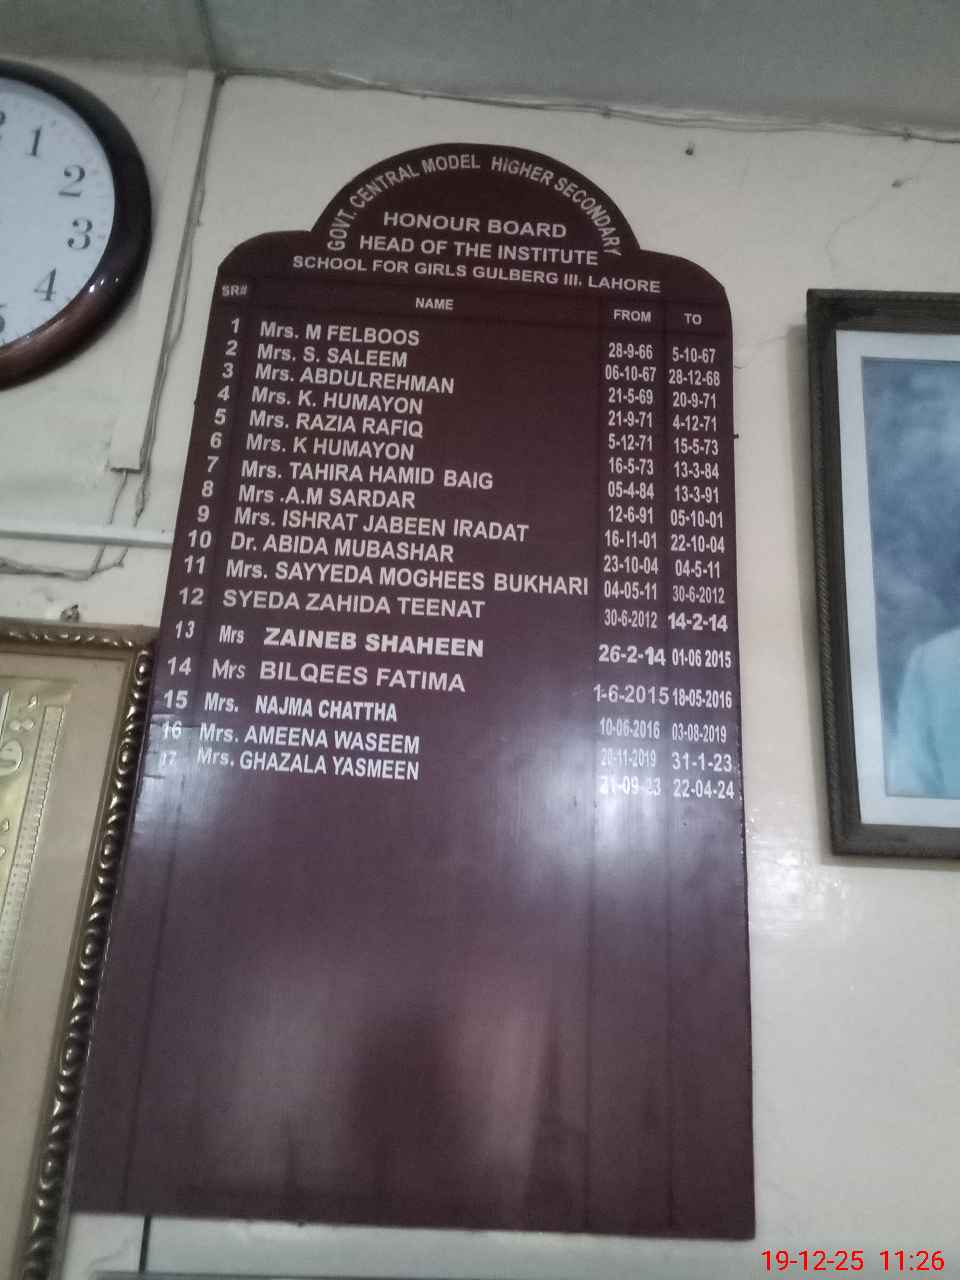 GOVT. CENTRAL MODEL HIGHER SECONDARY
HONOUR BOARD
HEAD OF THE INSTITUTE
SCHOOL FOR GIRLS GULBERG III, LAHORE
SR# NAME FROM TO
1 Mrs. M FELBOOS 28-9-66 5-10-67
2 Mrs. S. SALEEM 06-10-67 28-12-68
3 Mrs. ABDULREHMAN 21-5-69 20-9-71
4 Mrs. K. HUMAYON 21-9-71 4-12-71
5 Mrs. RAZIA RAFIQ 5-12-71 15-5-73
6 Mrs. K HUMAYON 16-5-73 13-3-84
7 Mrs. TAHIRA HAMID BAIG 05-4-84 13-3-91
8 Mrs .A.M SARDAR 12-6-91 05-10-01
9 Mrs. ISHRAT JABEEN IRADAT 16-11-01 22-10-04
10 Dr. ABIDA MUBASHAR 23-10-04 04-5-11
11 Mrs. SAYYEDA MOGHEES BUKHARI 04-05-11 30-6-2012
12 SYEDA ZAHIDA TEENAT 30-6-2012 14-2-14
13 Mrs ZAINEB SHAHEEN 26-2-14 01-06 2015
14 Mrs BILQEES FATIMA 1-6-2015 18-05-2016
15 Mrs. NAJMA CHATTHA 10-06-2016 03-08-2019
16 Mrs. AMEENA WASEEM 28-11-2019 31-1-23
17 Mrs. GHAZALA YASMEEN 21-09-23 22-04-24
1
2
3
4
19-12-25 11:26